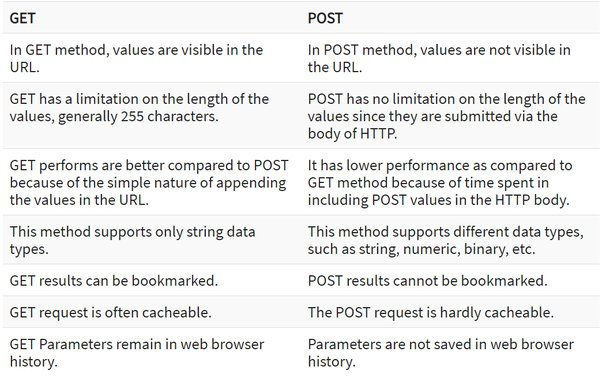 GET POST
In GET method, values are visible in the URL.
In POST method, values are not visible in the URL.
GET has a limitation on the length of the values, generally 255 characters.
POST has no limitation on the length of the values since they are submitted via the body of HTTP.
GET performs are better compared to POST because of the simple nature of appending the values in the URL.
It has lower performance as compared to GET method because of time spent in including POST values in the HTTP body.
This method supports only string data types.
This method supports different data types, such as string, numeric, binary, etc.
GET results can be bookmarked.
POST results cannot be bookmarked.
GET request is often cacheable.
The POST request is hardly cacheable.
GET Parameters remain in web browser history.
Parameters are not saved in web browser history.